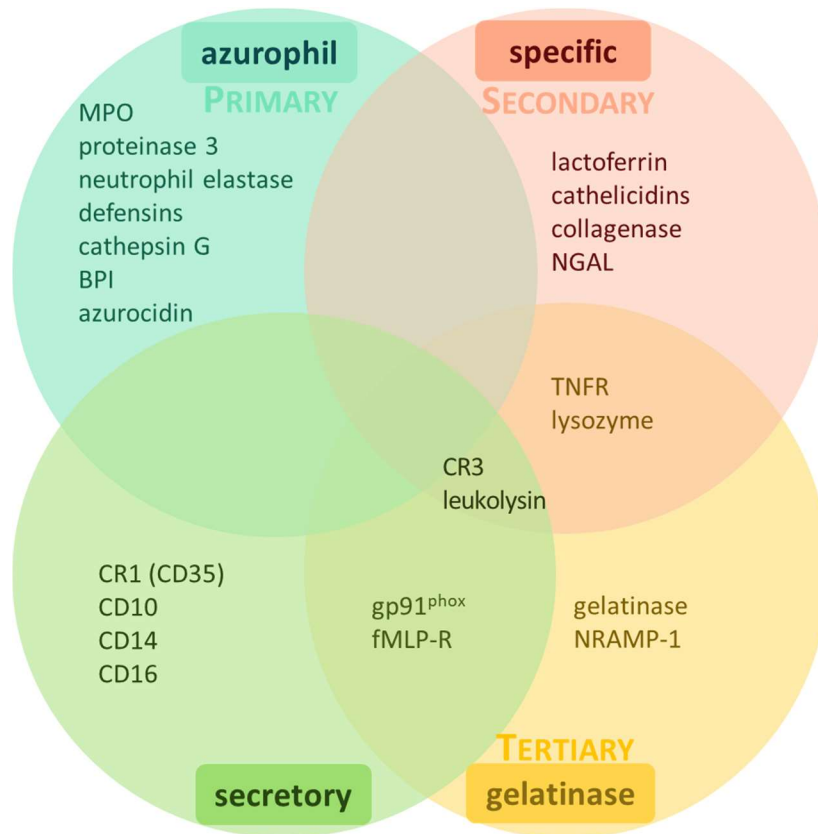 azurophil
PRIMARY
MPO
proteinase 3
neutrophil elastase
defensins
cathepsin G
BPI
azurocidin
specific
SECONDARY
lactoferrin
cathelicidins
collagenase
NGAL
TNFR
lysozyme
CR3
leukolysin
CR1 (CD35)
CD10
CD14
CD16
gp91phox
fMLP-R
gelatinase
NRAMP-1
secretory
TERTIARY
gelatinase